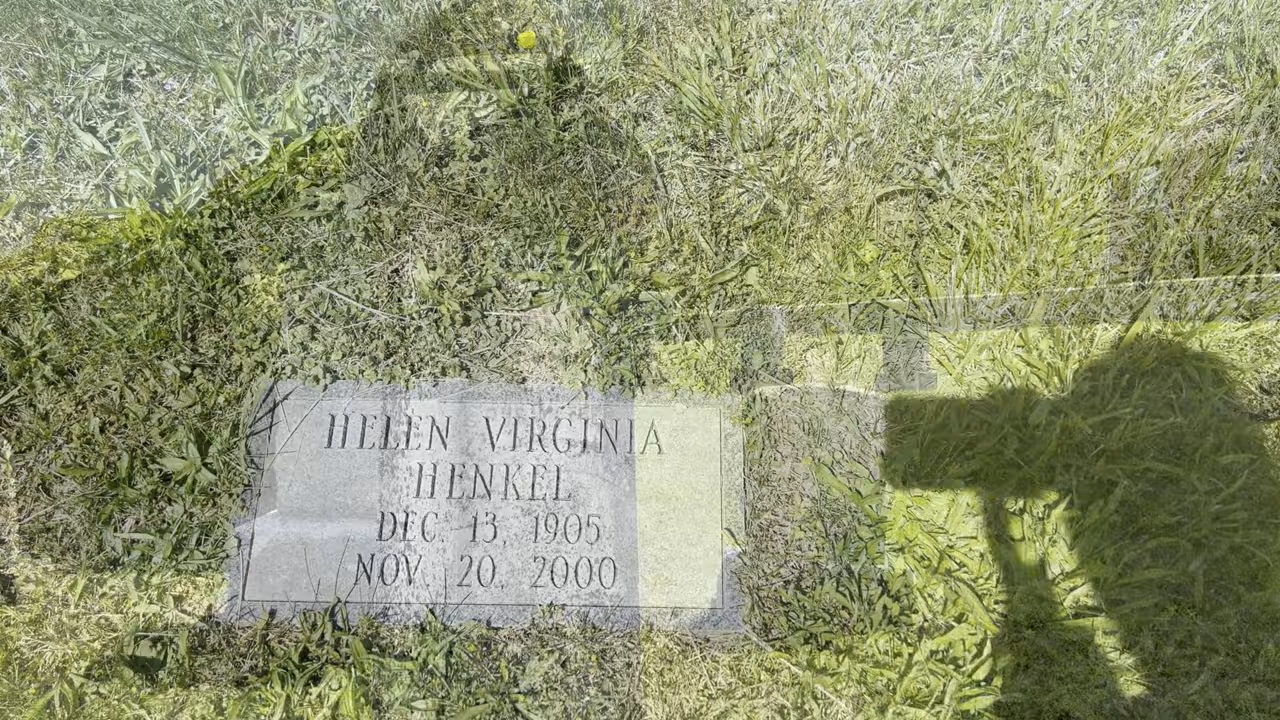 HELEN VIRGINIA
HENKEL
DEC. 13, 1905
NOV. 20, 2000